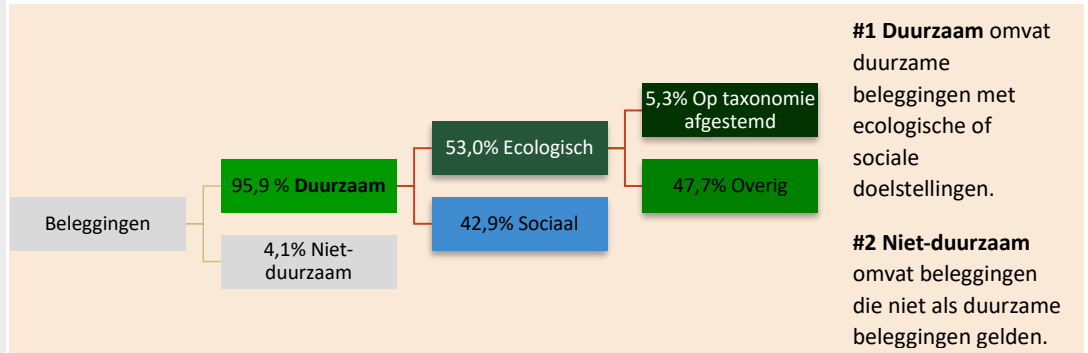 Beleggingen
95,9 % Duurzaam
4,1% Niet-
duurzaam
53,0% Ecologisch
42,9% Sociaal
5,3% Op taxonomie
afgestemd
47,7% Overig
#1 Duurzaam omvat
duurzame
beleggingen met
ecologische of
sociale
doelstellingen.
#2 Niet-duurzaam
omvat beleggingen
die niet als duurzame
beleggingen gelden.